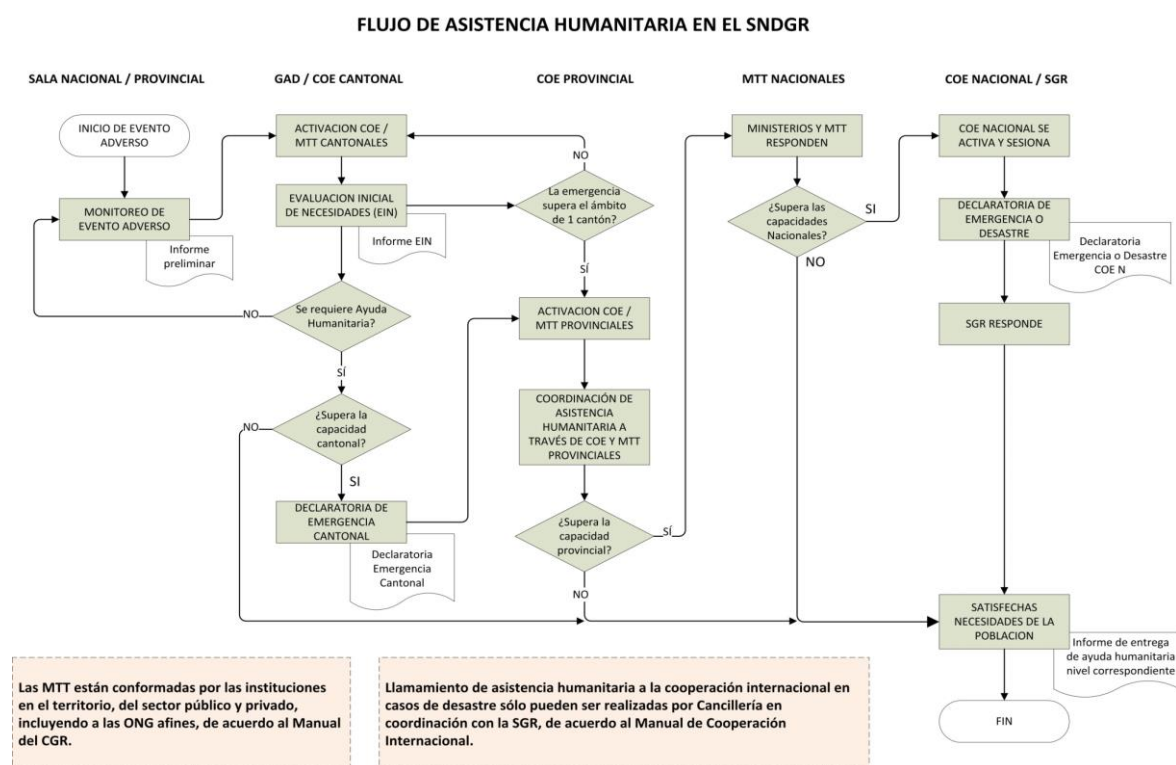 FLUJO DE ASISTENCIA HUMANITARIA EN EL SNDGR
SALA NACIONAL / PROVINCIAL
GAD / COE CANTONAL
COE PROVINCIAL
MTT NACIONALES
COE NACIONAL / SGR
INICIO DE EVENTO
ADVERSO
MONITOREO DE
EVENTO ADVERSO
Informe
preliminar
ACTIVACION COE /
MTT CANTONALES
EVALUACION INICIAL
DE NECESIDADES (EIN)
Informe EIN
Se requiere Ayuda
Humanitaria?
NO
SÍ
¿Supera la
capacidad
cantonal?
NO
SI
DECLARATORIA DE
EMERGENCIA
CANTONAL
Declaratoria
Emergencia
Cantonal
NO
La emergencia
supera el ámbito
de 1 cantón?
SÍ
ACTIVACION COE /
MTT PROVINCIALES
COORDINACIÓN DE
ASISTENCIA
HUMANITARIA A
TRAVÉS DE COE Y MTT
PROVINCIALES
¿Supera la
capacidad
provincial?
SÍ
NO
MINISTERIOS Y MTT
RESPONDEN
¿Supera las
capacidades
Nacionales?
SI
NO
COE NACIONAL SE
ACTIVA Y SESIONA
DECLARATORIA DE
EMERGENCIA O
DESASTRE
Declaratoria
Emergencia o Desastre
COE N
SGR RESPONDE
SATISFECHAS
NECESIDADES DE LA
POBLACION
Informe de entrega
de ayuda humanitaria
nivel correspondiente
FIN
Las MTT están conformadas por las instituciones
en el territorio, del sector público y privado,
incluyendo a las ONG afines, de acuerdo al Manual
del CGR.
Llamamiento de asistencia humanitaria a la cooperación internacional en
casos de desastre sólo pueden ser realizadas por Cancillería en
coordinación con la SGR, de acuerdo al Manual de Cooperación
Internacional.